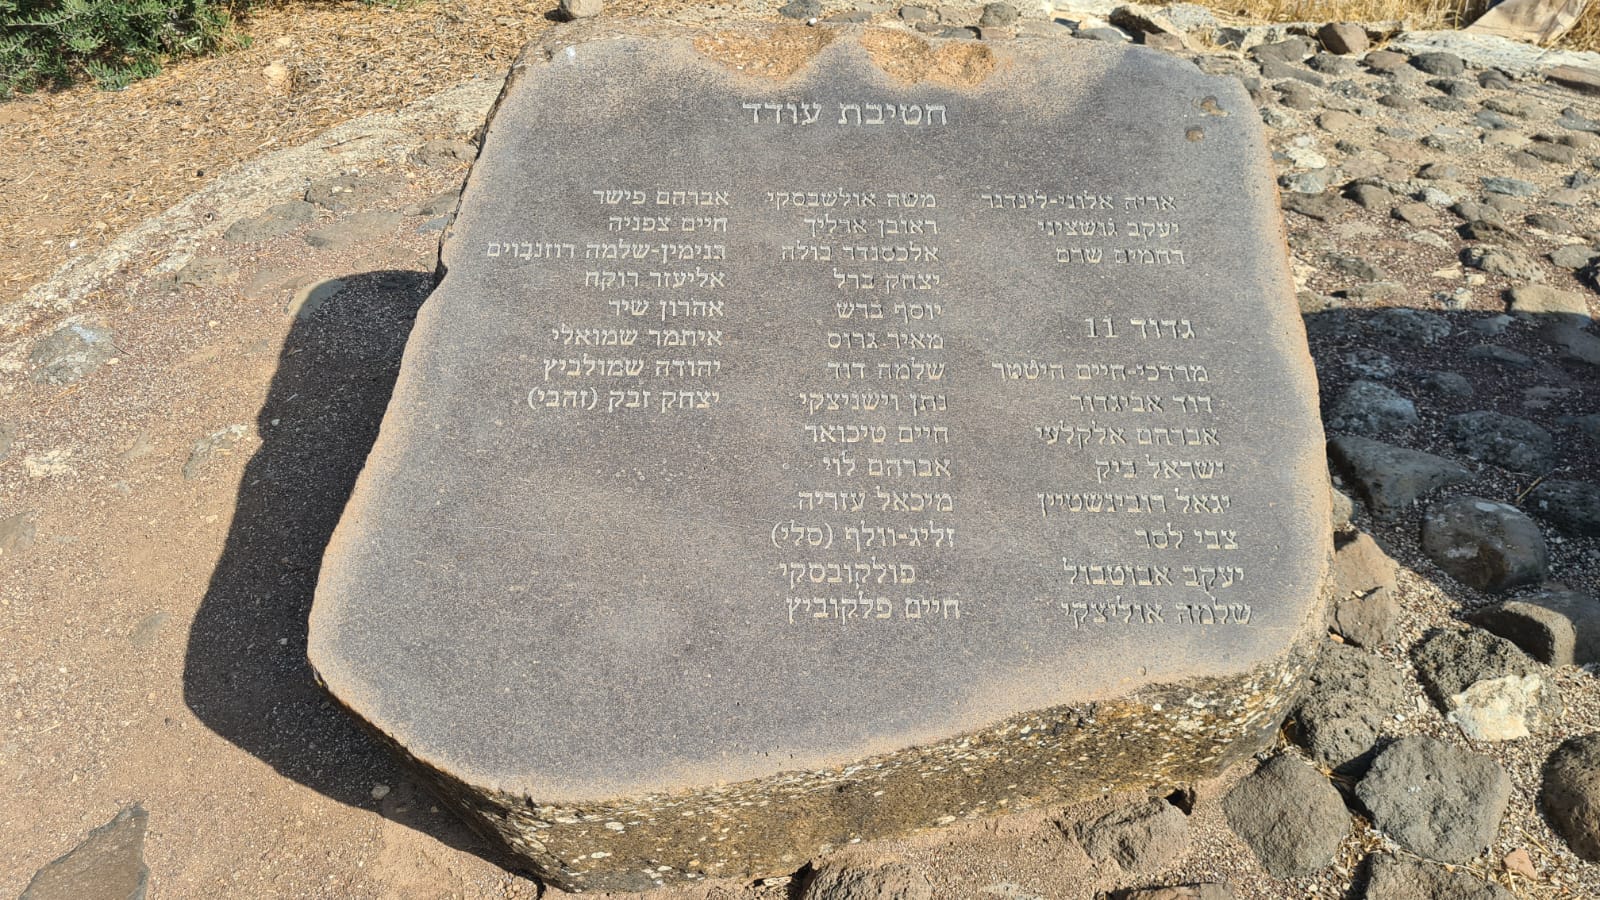 חטיבת עודד
אריה אלוני-לינדנר
יעקב גושציני
רחמים שרם
גדוד 11
מרדכי-חיים היטטר
דוד אביגדור
אברהם אלקלעי
ישראל ביק
יגאל רובינשטיין
צבי לסר
יעקב אבוטבול
שלמה אוליצקי
משה אולשבסקי
ראובן ארליך
אלכסנדר בולה
יצחק ברל
יוסף ברש
מאיר גרוס
שלמה דוד
נתן וישניצקי
חיים טיכואר
אברהם לוי
מיכאל עזריה
זליג-וולף (סלי)
פולקובסקי
חיים פלקוביץ
אברהם פישר
חיים צפניה
בנימין-שלמה רוזנבוים
אליעזר רוקח
אהרון שיר
איתמר שמואלי
יהודה שמולביץ
יצחק זבק (זהבי)